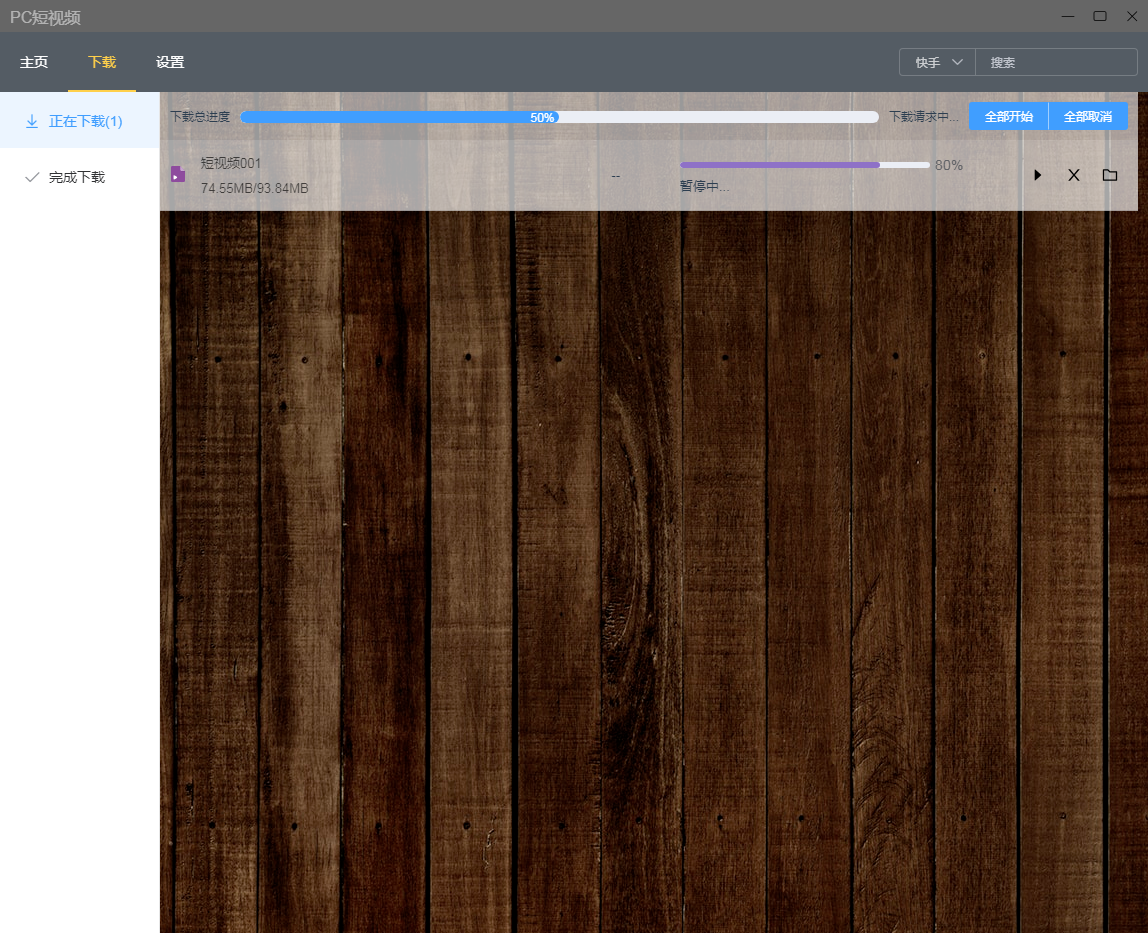 PC短视频
主页 下载 设置 快手 搜索
正在下载(1)
完成下载
下载总进度 50% 下载请求中... 全部开始 全部取消
短视频001
74.55MB/93.84MB
--
80%
暂停中...